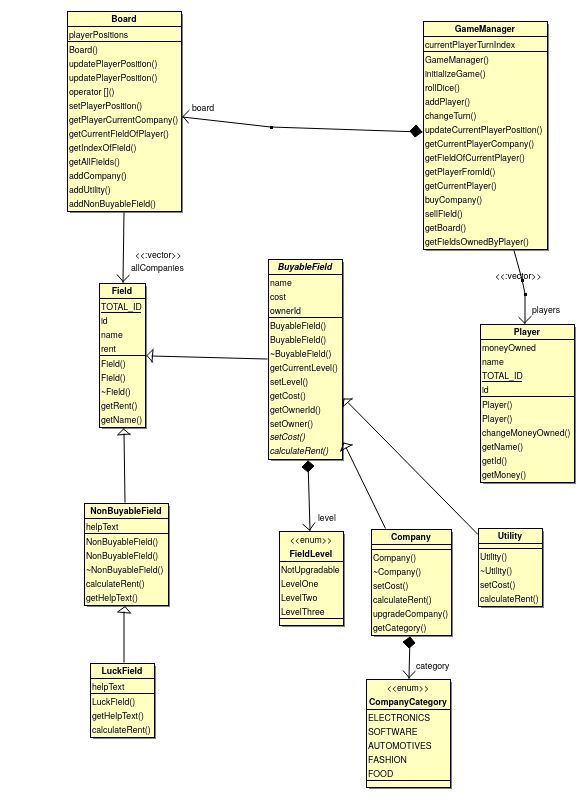 Board
playerPositions
Board()
updatePlayerPosition()
updatePlayerPosition()
operator []()
setPlayerPosition()
getPlayerCurrentCompany()
getCurrentFieldOfPlayer()
getIndexOfField()
getAllFields()
addCompany()
addUtility()
addNonBuyableField()
board
GameManager
currentPlayerTurnIndex
GameManager()
initializeGame()
rollDice()
addPlayer()
changeTurn()
updateCurrentPlayerPosition()
getCurrentPlayerCompany()
getFieldOfCurrentPlayer()
getPlayerFromId()
getCurrentPlayer()
buyCompany()
sellField()
getBoard()
getFieldsOwnedByPlayer()
<<:vector>>
allCompanies
<<:vector>>
players
Field
TOTAL_ID
id
name
rent
Field()
Field()
~Field()
getRent()
getName()
BuyableField
name
cost
ownerId
BuyableField()
BuyableField()
~BuyableField()
getCurrentLevel()
setLevel()
getCost()
getOwnerId()
setOwner()
setCost()
calculateRent()
Player
moneyOwned
name
TOTAL_ID
id
Player()
Player()
changeMoneyOwned()
getName()
getId()
getMoney()
NonBuyableField
helpText
NonBuyableField()
NonBuyableField()
~NonBuyableField()
calculateRent()
getHelpText()
level
<<enum>>
FieldLevel
NotUpgradable
LevelOne
LevelTwo
LevelThree
Company
Company()
~Company()
setCost()
calculateRent()
upgradeCompany()
getCategory()
Utility
Utility()
~Utility()
setCost()
calculateRent()
LuckField
helpText
LuckField()
getHelpText()
calculateRent()
category
<<enum>>
CompanyCategory
ELECTRONICS
SOFTWARE
AUTOMOTIVES
FASHION
FOOD